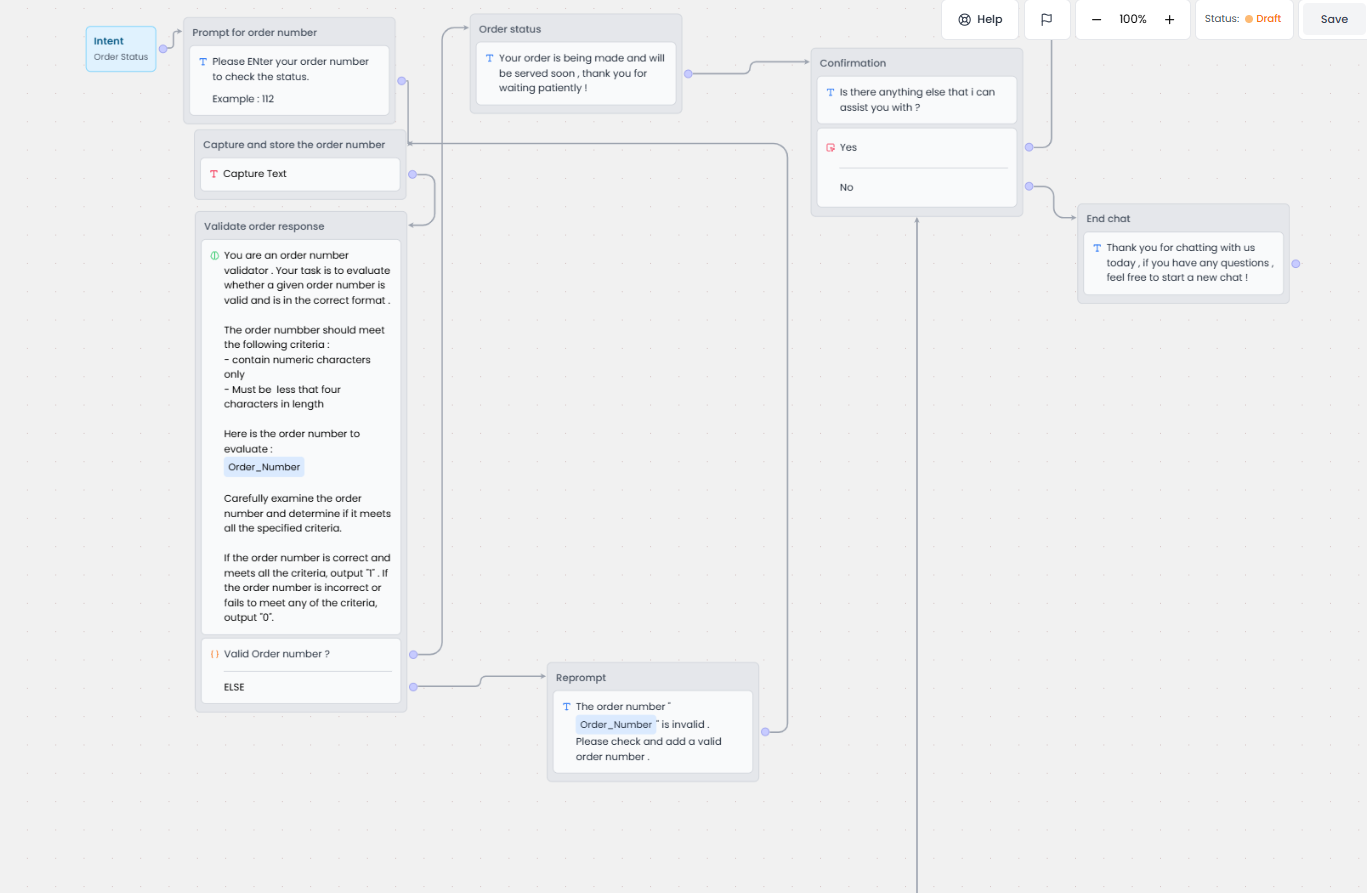 Help
100%
Status: Draft
Save
Intent
Order Status
Prompt for order number
Please ENter your order number
to check the status.
Example : 112
Capture and store the order number
Capture Text
Validate order response
You are an order number
validator . Your task is to evaluate
whether a given order number is
valid and is in the correct format .
The order numbber should meet
the following criteria :
- contain numeric characters
only
- Must be  less that four
characters in length
Here is the order number to
evaluate :
Order_Number
Carefully examine the order
number and determine if it meets
all the specified criteria.
If the order number is correct and
meets all the criteria, output "1" . If
the order number is incorrect or
fails to meet any of the criteria,
output "0".
Valid Order number ?
ELSE
Order status
Your order is being made and will
be served soon , thank you for
waiting patiently !
Reprompt
The order number "
Order_Number " is invalid .
Please check and add a valid
order number .
Confirmation
Is there anything else that i can
assist you with ?
Yes
No
End chat
Thank you for chatting with us
today , if you have any questions ,
feel free to start a new chat !